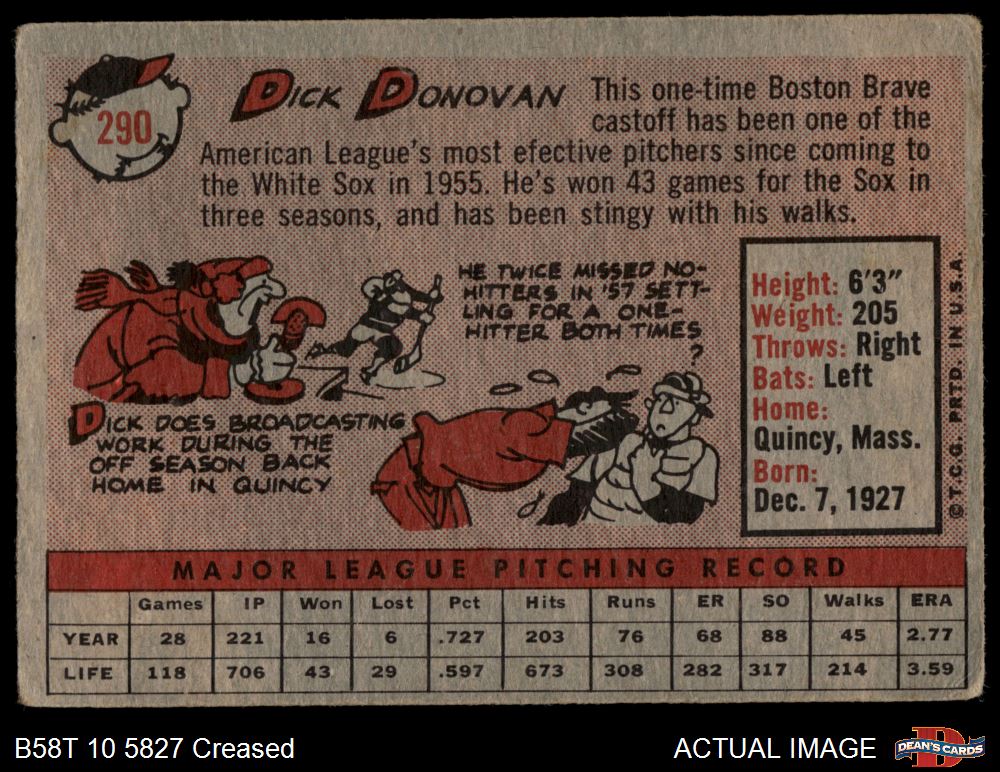 290
DICK DONOVAN
This one-time Boston Brave
castoff has been one of the
American League's most efective pitchers since coming to
the White Sox in 1955. He's won 43 games for the Sox in
three seasons, and has been stingy with his walks.
HE TWICE MISSED NO-
HITTERS IN '57 SETT-
LING FOR A ONE-
HITTER BOTH TIMES
?
DICK DOES BROADCASTING
WORK DURING THE
OFF SEASON BACK
HOME IN QUINCY
Height: 6'3"
Weight: 205
Throws: Right
Bats: Left
Home:
Quincy, Mass.
Born:
Dec. 7, 1927
© T.C.G. PRTD. IN U.S.A.
MAJOR LEAGUE PITCHING RECORD
Games IP Won Lost Pct Hits Runs ER SO Walks ERA
YEAR 28 221 16 6 .727 203 76 68 88 45 2.77
LIFE 118 706 43 29 .597 673 308 282 317 214 3.59
B58T 10 5827 Creased
ACTUAL IMAGE
DEAN'S CARDS